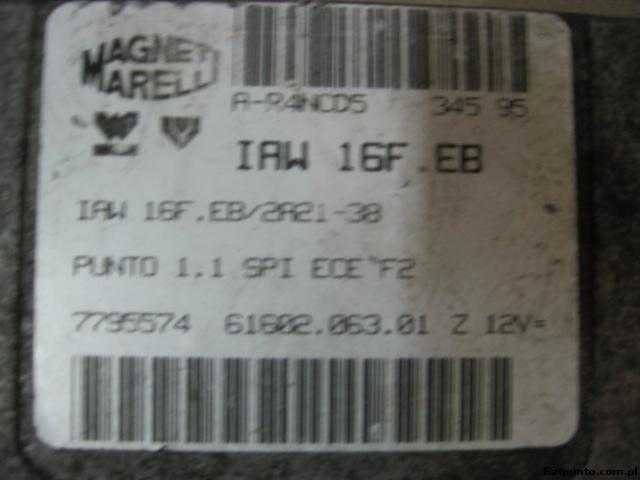 MAGNETI
MARELLI
A-R4NCD5 345 95
IAW 16F.EB
IAW 16F.EB/2A21-30
PUNTO 1.1 SPI ECE F2
7795574 61602.063.01 Z 12V=
fiatpunto.com.pl